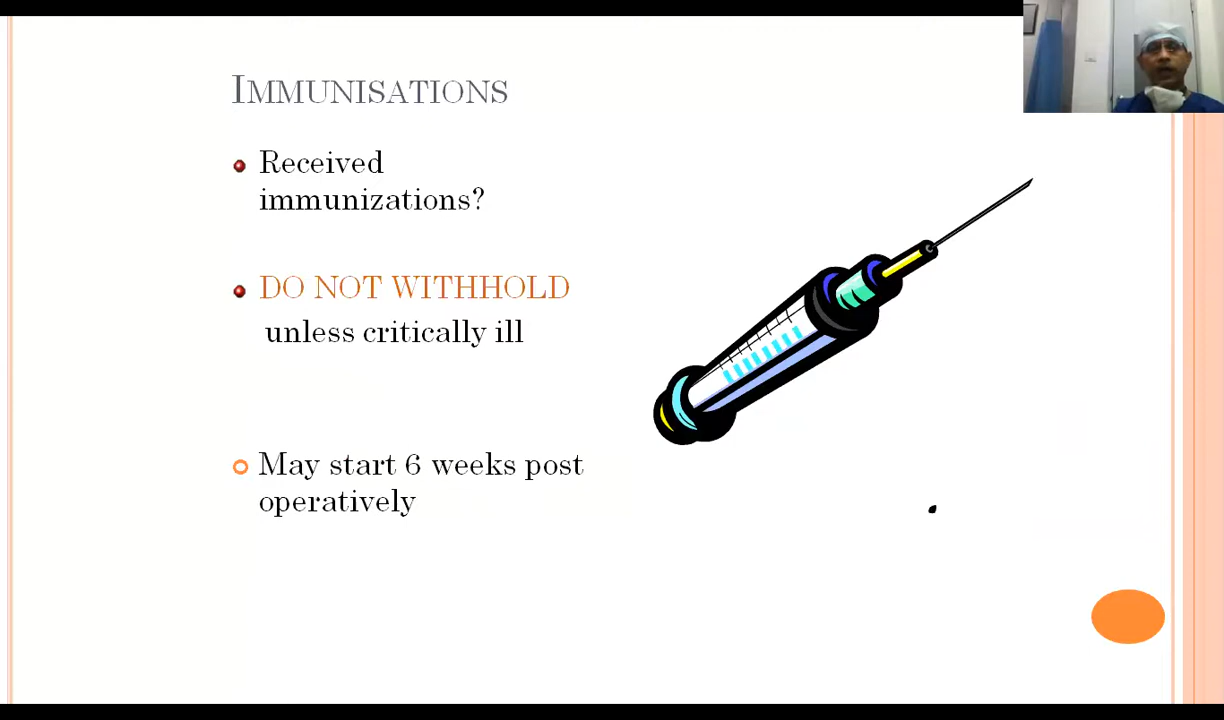 IMMUNISATIONS
Received
immunizations?
DO NOT WITHHOLD
unless critically ill
May start 6 weeks post
operatively